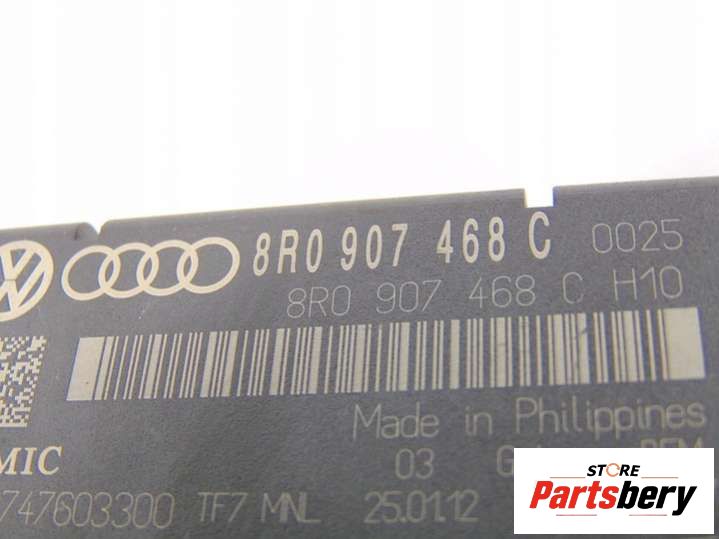 8R0 907 468 C 0025
8R0 907 468 C H10
Made in Philippines
MIC
03
747603300 TF7 MNL 25.01.12
STORE
Partsbery